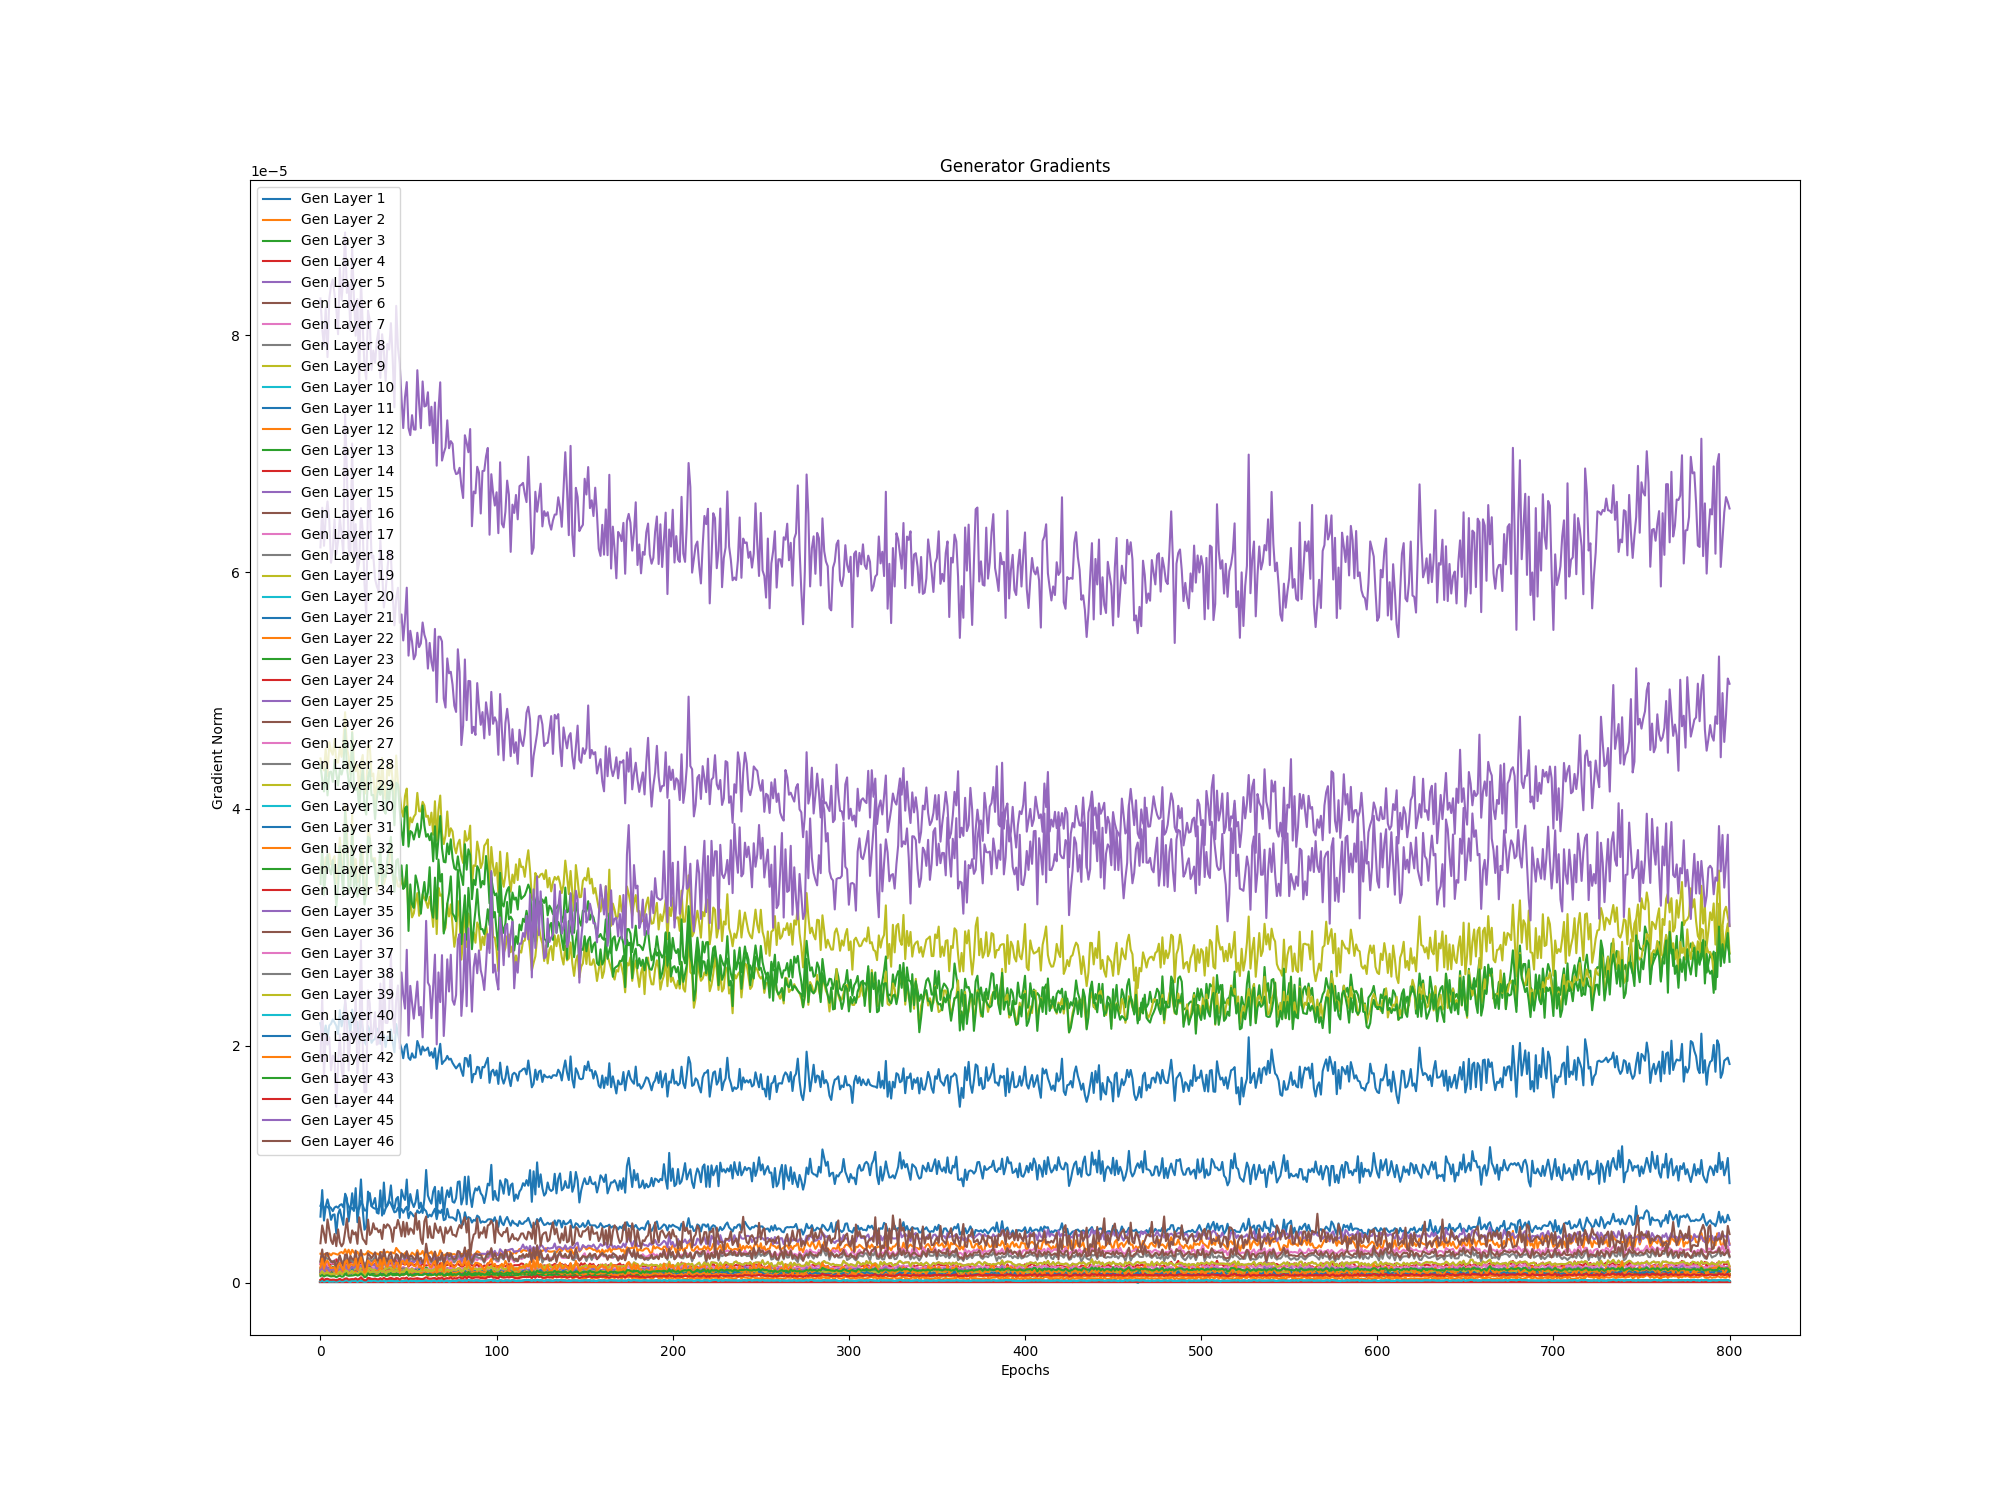 Generator Gradients
1e−5
Gen Layer 1
Gen Layer 2
Gen Layer 3
Gen Layer 4
Gen Layer 5
Gen Layer 6
Gen Layer 7
Gen Layer 8
Gen Layer 9
Gen Layer 10
Gen Layer 11
Gen Layer 12
Gen Layer 13
Gen Layer 14
Gen Layer 15
Gen Layer 16
Gen Layer 17
Gen Layer 18
Gen Layer 19
Gen Layer 20
Gen Layer 21
Gen Layer 22
Gen Layer 23
Gen Layer 24
Gen Layer 25
Gen Layer 26
Gen Layer 27
Gen Layer 28
Gen Layer 29
Gen Layer 30
Gen Layer 31
Gen Layer 32
Gen Layer 33
Gen Layer 34
Gen Layer 35
Gen Layer 36
Gen Layer 37
Gen Layer 38
Gen Layer 39
Gen Layer 40
Gen Layer 41
Gen Layer 42
Gen Layer 43
Gen Layer 44
Gen Layer 45
Gen Layer 46
8
6
4
2
0
Gradient Norm
0 100 200 300 400 500 600 700 800
Epochs